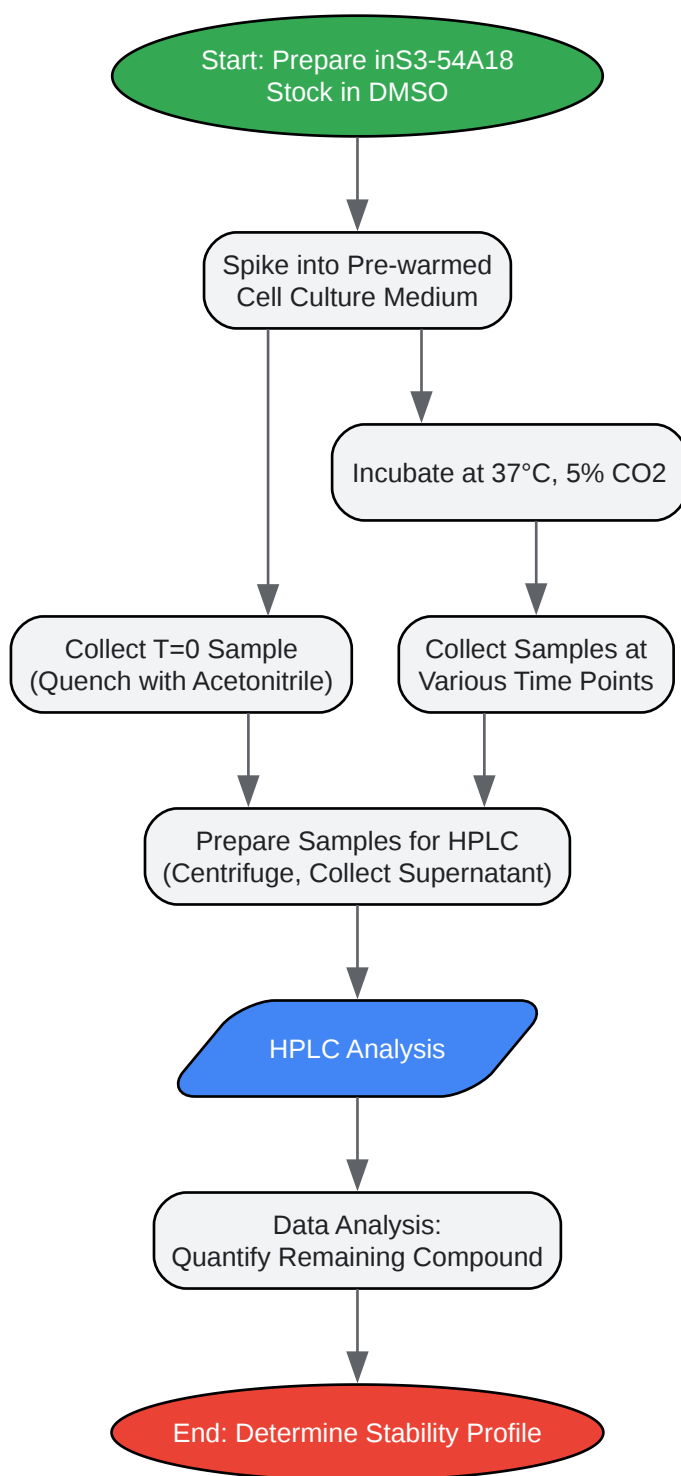 Start: Prepare inS3-54A18
Stock in DMSO
Spike into Pre-warmed
Cell Culture Medium
Incubate at 37°C, 5% CO2
Collect T=0 Sample
(Quench with Acetonitrile)
Collect Samples at
Various Time Points
Prepare Samples for HPLC
(Centrifuge, Collect Supernatant)
HPLC Analysis
Data Analysis:
Quantify Remaining Compound
End: Determine Stability Profile